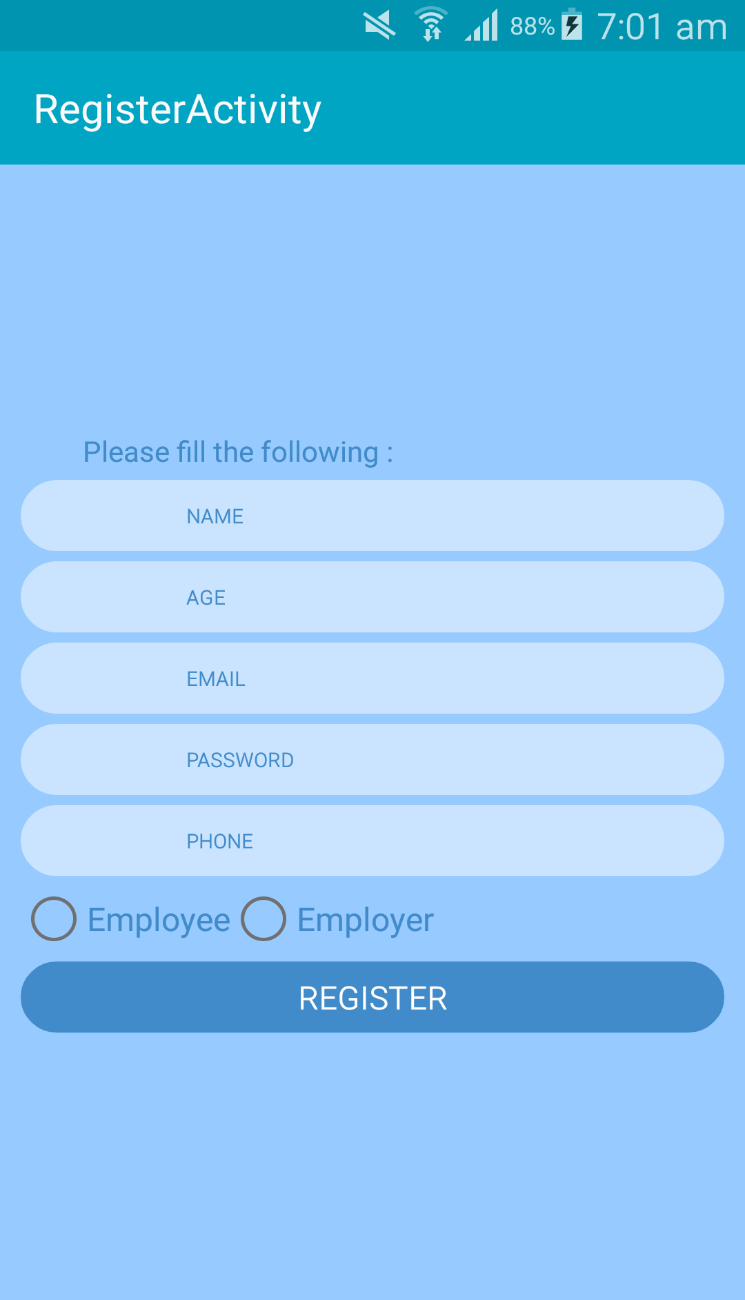 88% 7:01 am
RegisterActivity
Please fill the following :
NAME
AGE
EMAIL
PASSWORD
PHONE
Employee Employer
REGISTER